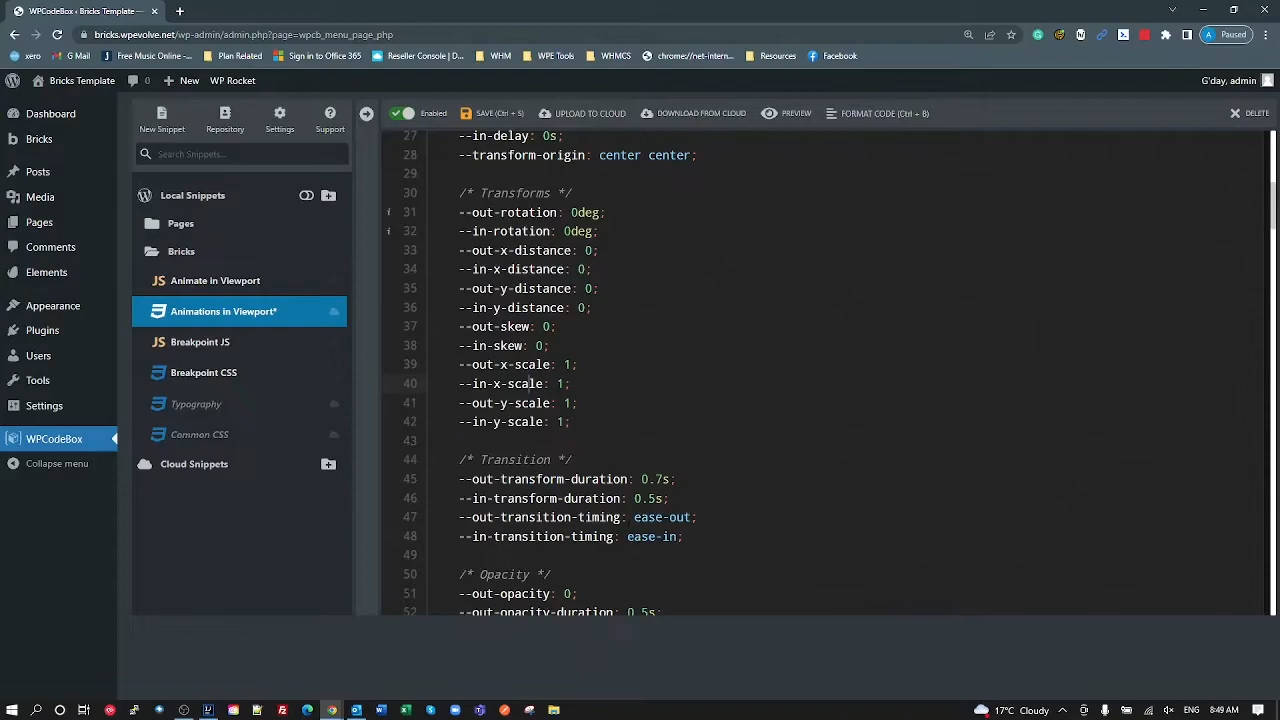 WPCodeBox ‹ Bricks Template —
bricks.wpevolve.net/wp-admin/admin.php?page=wpcb_menu_page_php
Paused
xero
G Mail
Free Music Online -...
Plan Related
Sign in to Office 365
Reseller Console | D...
WHM
WPE Tools
WHMCS
chrome://net-intern...
Resources
Facebook
Bricks Template
0
New
WP Rocket
G'day, admin
Dashboard
Bricks
Posts
Media
Pages
Comments
Elements
Appearance
Plugins
Users
Tools
Settings
WPCodeBox
Collapse menu
New Snippet
Repository
Settings
Support
Search Snippets...
Local Snippets
Pages
Bricks
JS Animate in Viewport
Animations in Viewport*
JS Breakpoint JS
Breakpoint CSS
Typography
Common CSS
Cloud Snippets
Enabled
SAVE (Ctrl + S)
UPLOAD TO CLOUD
DOWNLOAD FROM CLOUD
PREVIEW
FORMAT CODE (Ctrl + B)
DELETE
27 --in-delay: 0s;
28 --transform-origin: center center;
29
30 /* Transforms */
31 --out-rotation: 0deg;
32 --in-rotation: 0deg;
33 --out-x-distance: 0;
34 --in-x-distance: 0;
35 --out-y-distance: 0;
36 --in-y-distance: 0;
37 --out-skew: 0;
38 --in-skew: 0;
39 --out-x-scale: 1;
40 --in-x-scale: 1;
41 --out-y-scale: 1;
42 --in-y-scale: 1;
43
44 /* Transition */
45 --out-transform-duration: 0.7s;
46 --in-transform-duration: 0.5s;
47 --out-transition-timing: ease-out;
48 --in-transition-timing: ease-in;
49
50 /* Opacity */
51 --out-opacity: 0;
52 --out-opacity-duration: 0.5s;
17°C Cloudy
ENG
8:49 AM